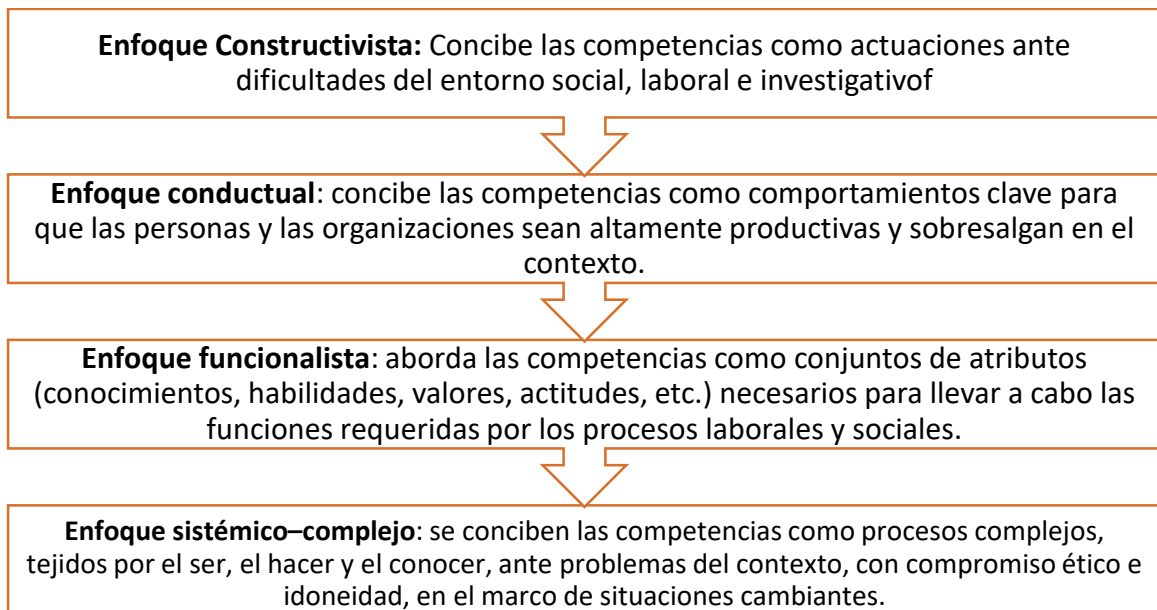 Enfoque Constructivista: Concibe las competencias como actuaciones ante
dificultades del entorno social, laboral e investigativof
Enfoque conductual: concibe las competencias como comportamientos clave para
que las personas y las organizaciones sean altamente productivas y sobresalgan en el
contexto.
Enfoque funcionalista: aborda las competencias como conjuntos de atributos
(conocimientos, habilidades, valores, actitudes, etc.) necesarios para llevar a cabo las
funciones requeridas por los procesos laborales y sociales.
Enfoque sistémico–complejo: se conciben las competencias como procesos complejos,
tejidos por el ser, el hacer y el conocer, ante problemas del contexto, con compromiso ético e
idoneidad, en el marco de situaciones cambiantes.